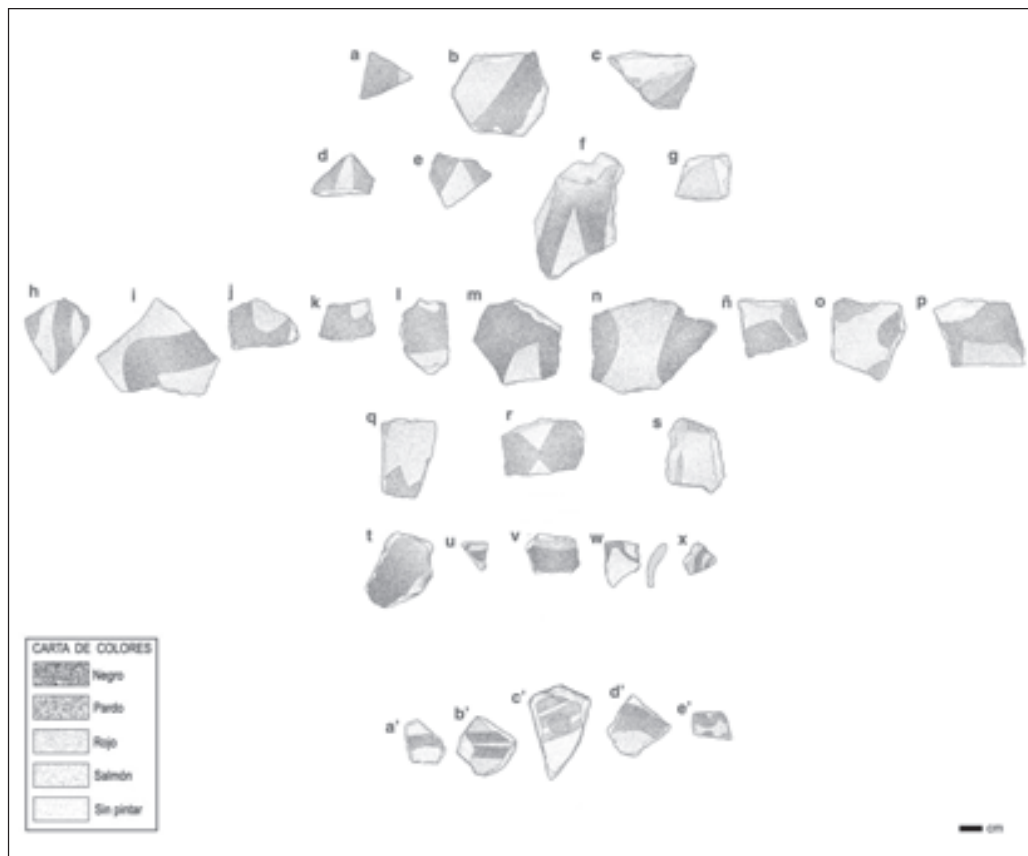 a b c
d e f g
h i j k l m n ñ o p
q r s
t u v w x
a' b' c' d' e'
CARTA DE COLORES
Negro
Pardo
Rojo
Salmón
Sin pintar
cm